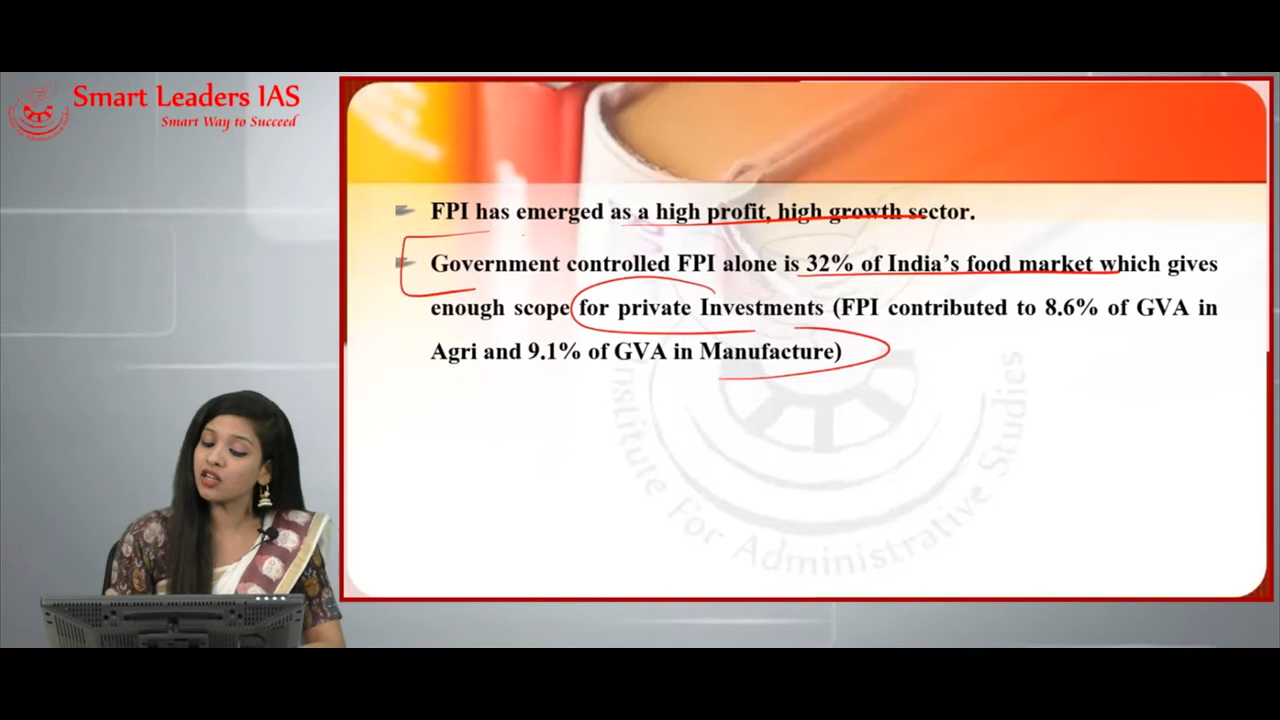 Smart Leaders IAS
Smart Way to Succeed
FPI has emerged as a high profit, high growth sector.
Government controlled FPI alone is 32% of India's food market which gives
enough scope for private Investments (FPI contributed to 8.6% of GVA in
Agri and 9.1% of GVA in Manufacture)
Institute For Administrative Studies